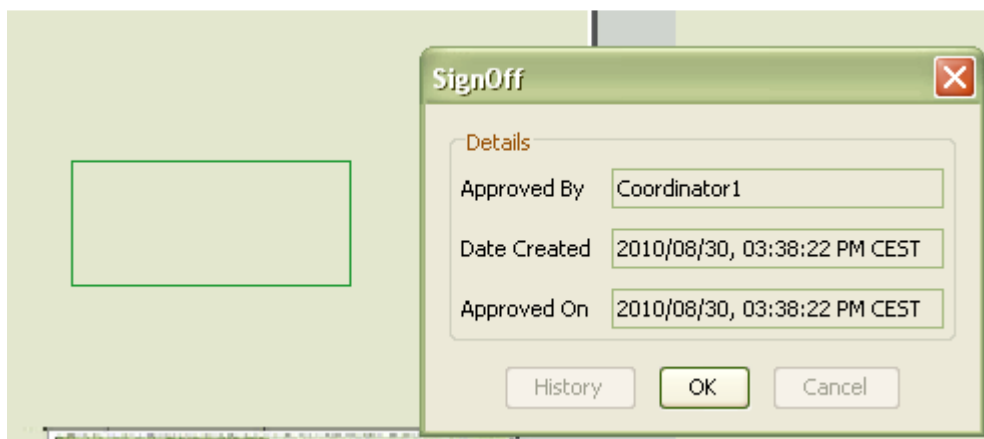 SignOff
Details
Approved By Coordinator1
Date Created 2010/08/30, 03:38:22 PM CEST
Approved On 2010/08/30, 03:38:22 PM CEST
History OK Cancel